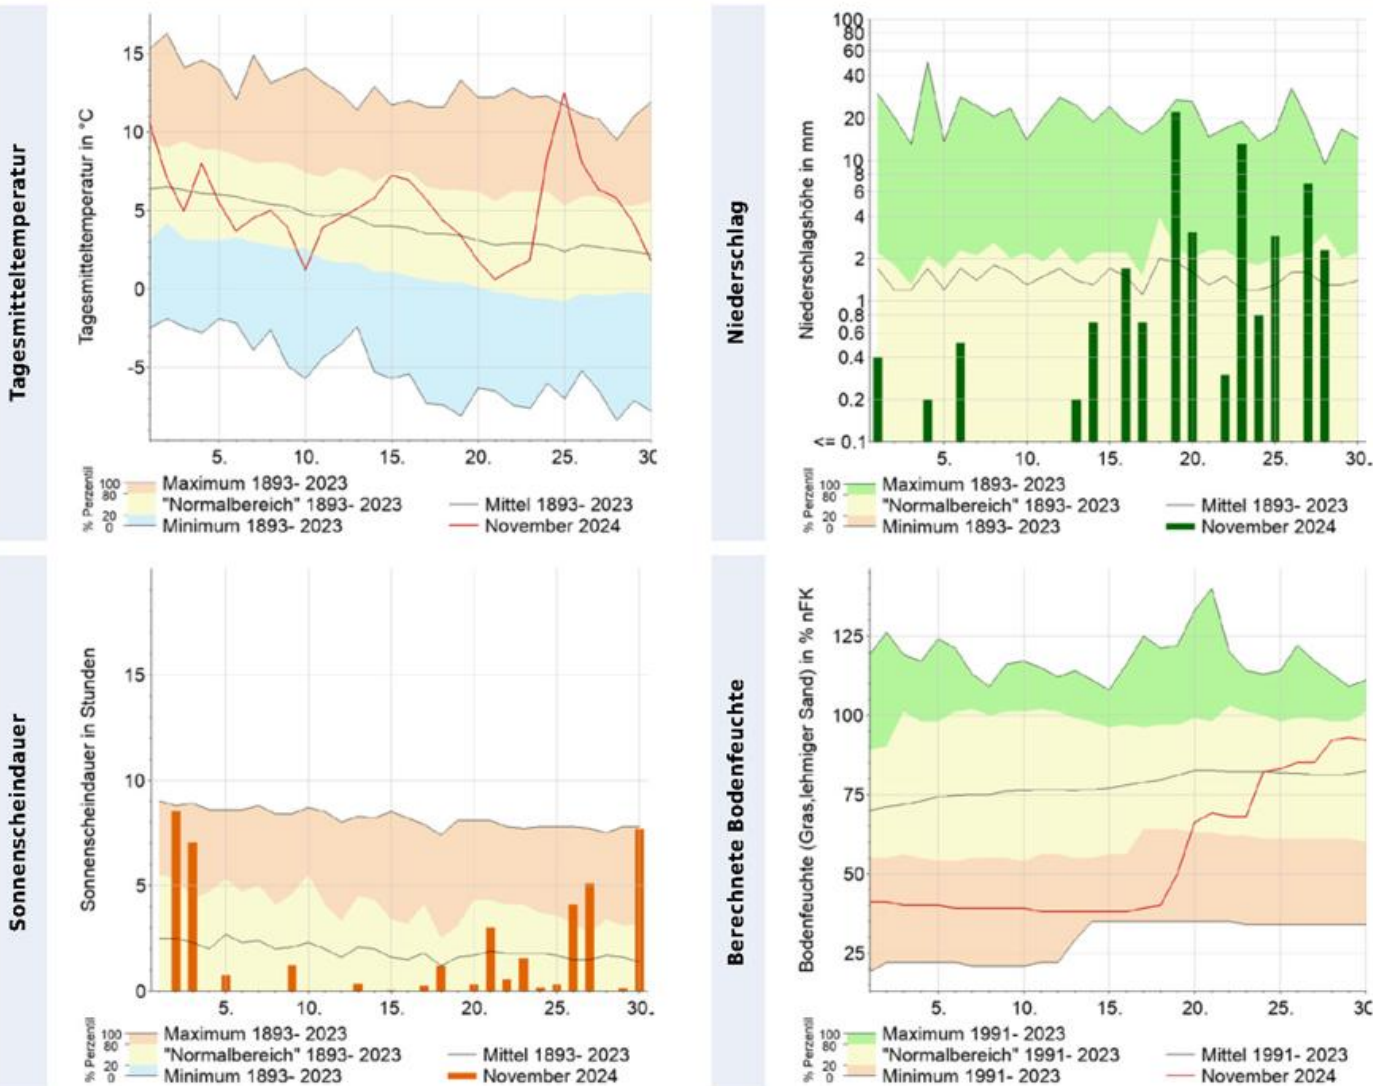 Tagesmitteltemperatur
Tagesmitteltemperatur in °C
15
10
5
0
-5
5.
10.
15.
20.
25.
30
% Perzentil
100
80
20
0
Maximum 1893- 2023
"Normalbereich" 1893- 2023
Minimum 1893- 2023
Mittel 1893- 2023
November 2024
Niederschlag
Niederschlagshöhe in mm
100
80
60
40
20
10
8
6
4
2
1
0.8
0.6
0.4
0.2
<= 0.1
5.
10.
15.
20.
25.
30.
% Perzentil
100
80
20
0
Maximum 1893- 2023
"Normalbereich" 1893- 2023
Minimum 1893- 2023
Mittel 1893- 2023
November 2024
Sonnenscheindauer
Sonnenscheindauer in Stunden
15
10
5
0
5.
10.
15.
20.
25.
30.
% Perzentil
100
80
20
0
Maximum 1893- 2023
"Normalbereich" 1893- 2023
Minimum 1893- 2023
Mittel 1893- 2023
November 2024
Berechnete Bodenfeuchte
Bodenfeuchte (Gras,lehmiger Sand) in % nFK
125
100
75
50
25
5.
10.
15.
20.
25.
30
% Perzentil
100
80
20
0
Maximum 1991- 2023
"Normalbereich" 1991- 2023
Minimum 1991- 2023
Mittel 1991- 2023
November 2024